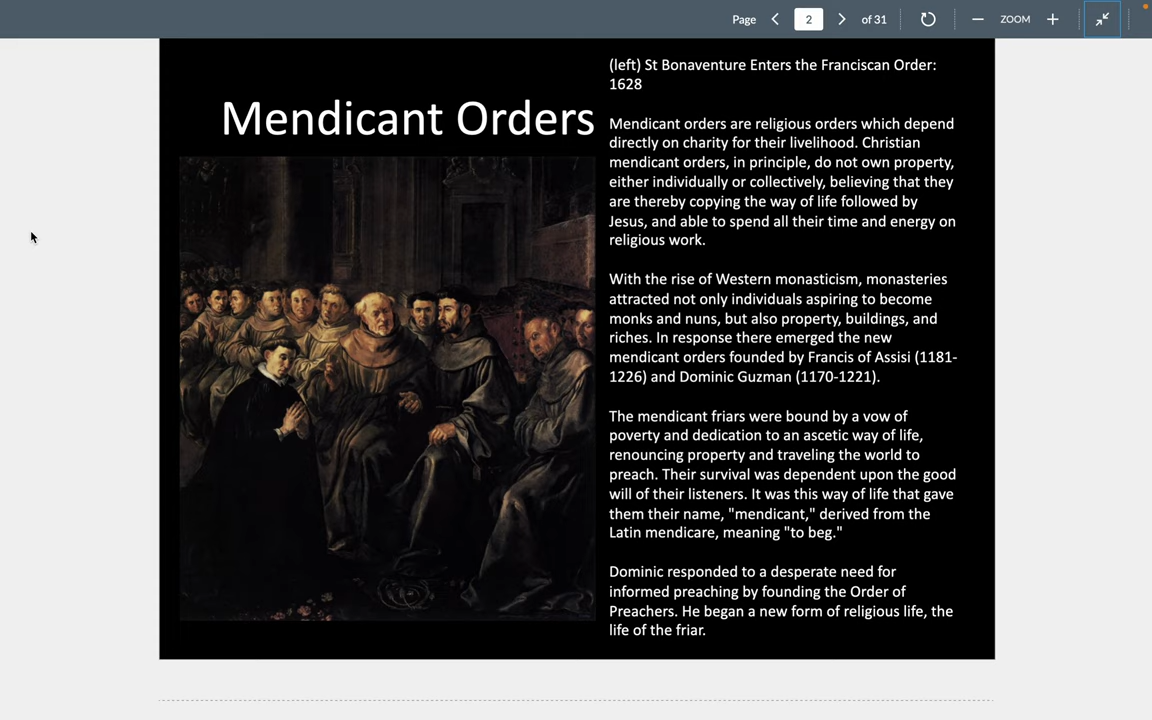 Page 2 of 31 ZOOM
Mendicant Orders
(left) St Bonaventure Enters the Franciscan Order:
1628
Mendicant orders are religious orders which depend
directly on charity for their livelihood. Christian
mendicant orders, in principle, do not own property,
either individually or collectively, believing that they
are thereby copying the way of life followed by
Jesus, and able to spend all their time and energy on
religious work.
With the rise of Western monasticism, monasteries
attracted not only individuals aspiring to become
monks and nuns, but also property, buildings, and
riches. In response there emerged the new
mendicant orders founded by Francis of Assisi (1181-
1226) and Dominic Guzman (1170-1221).
The mendicant friars were bound by a vow of
poverty and dedication to an ascetic way of life,
renouncing property and traveling the world to
preach. Their survival was dependent upon the good
will of their listeners. It was this way of life that gave
them their name, "mendicant," derived from the
Latin mendicare, meaning "to beg."
Dominic responded to a desperate need for
informed preaching by founding the Order of
Preachers. He began a new form of religious life, the
life of the friar.